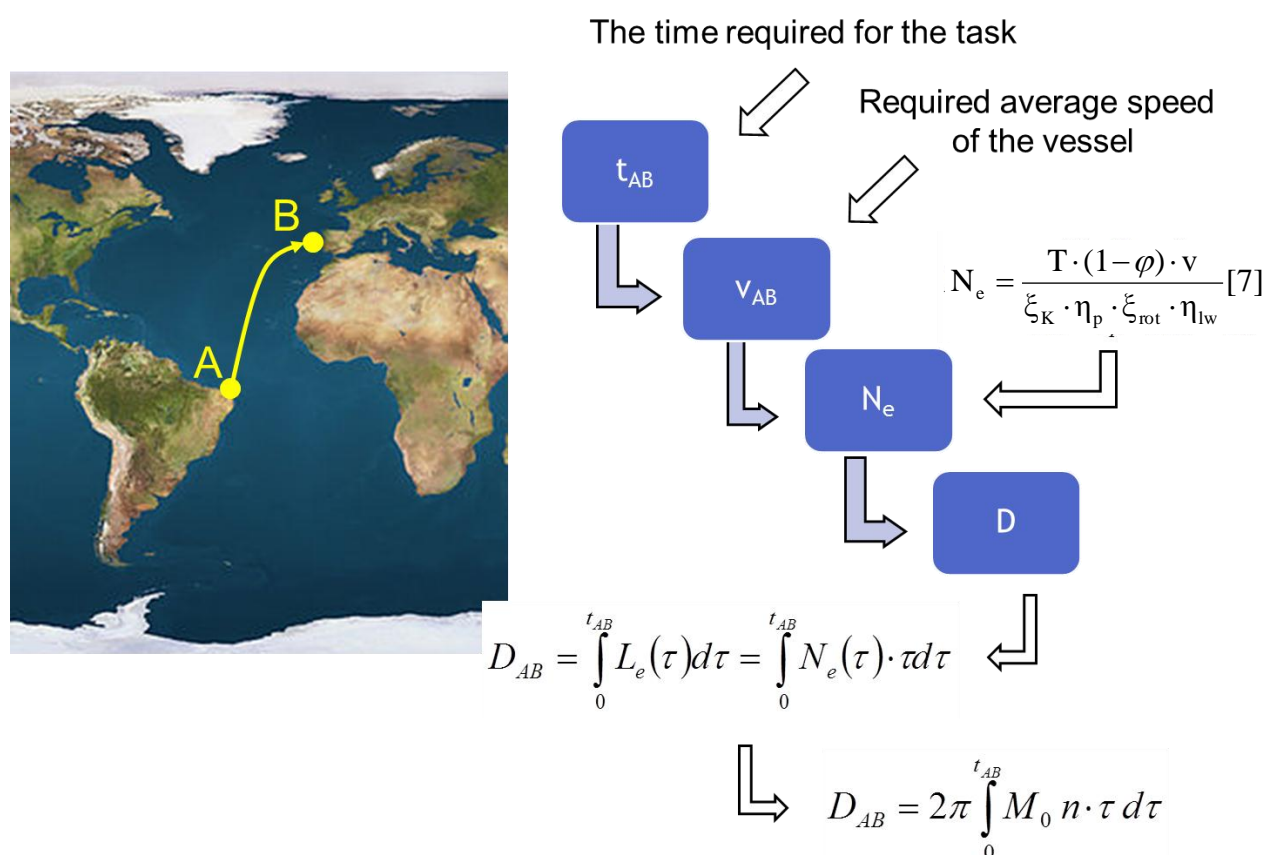 The time required for the task
Required average speed
of the vessel
t_AB
v_AB
N_e = T · (1 − φ) · v / ξ_K · η_p · ξ_rot · η_lw [7]
N_e
D
B
A
D_AB = ∫_0^{t_AB} L_e(τ)dτ = ∫_0^{t_AB} N_e(τ) · τdτ
D_AB = 2π ∫_0^{t_AB} M_0 n · τ dτ